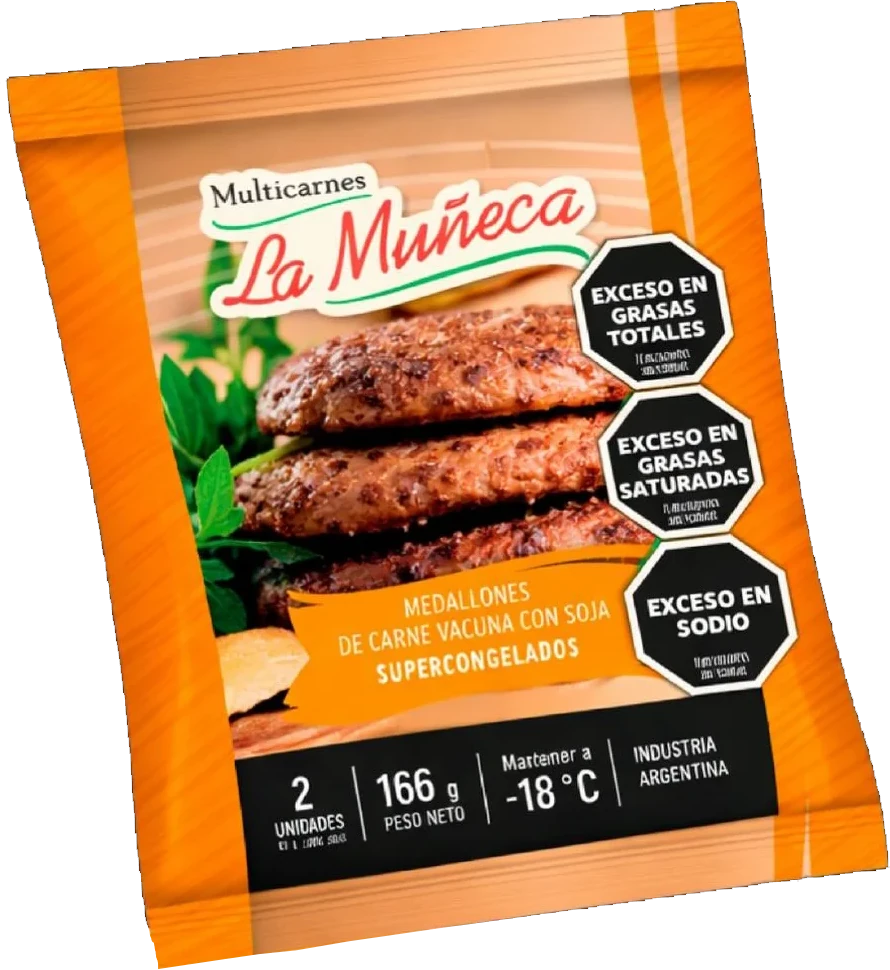 Multicarnes
La Muñeca
EXCESO EN
GRASAS
TOTALES
EXCESO EN
GRASAS
SATURADAS
EXCESO EN
SODIO
MEDALLONES
DE CARNE VACUNA CON SOJA
SUPERCONGELADOS
2
UNIDADES
166 g
PESO NETO
Mantener a
-18°C
INDUSTRIA
ARGENTINA